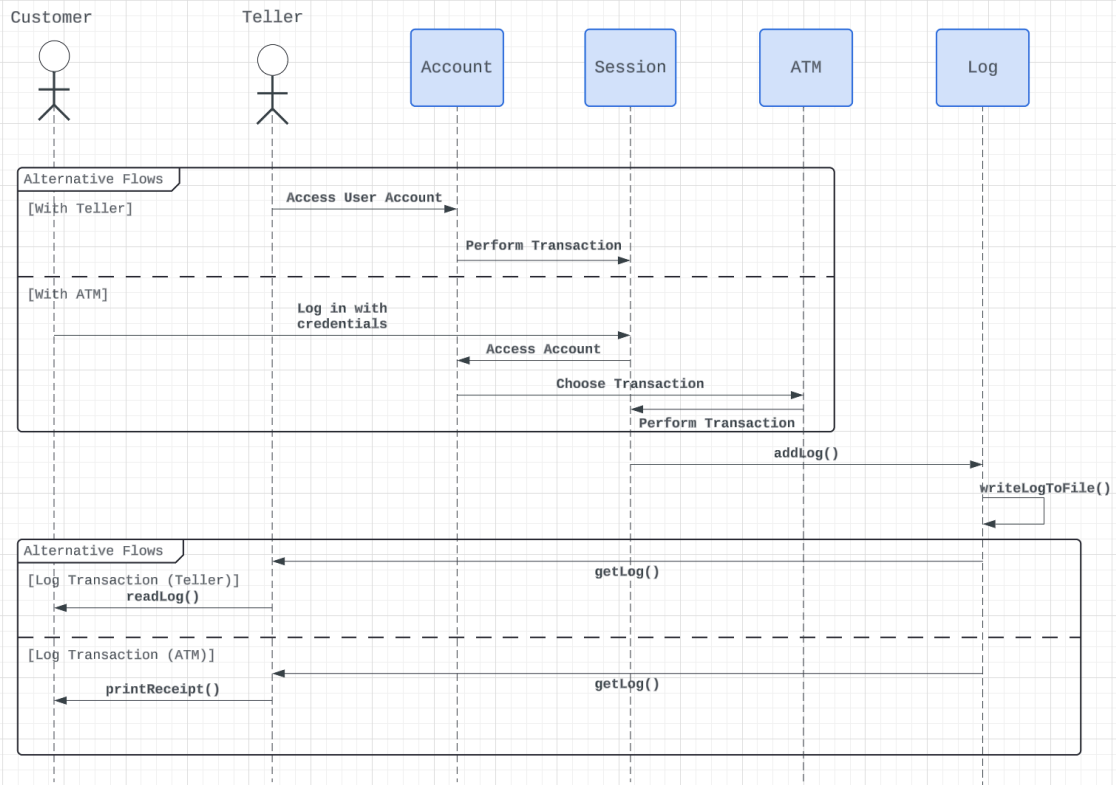 Customer
Teller
Account
Session
ATM
Log
Alternative Flows
[With Teller]
Access User Account
Perform Transaction
[With ATM]
Log in with
credentials
Access Account
Choose Transaction
Perform Transaction
addLog()
writeLogToFile()
Alternative Flows
getLog()
[Log Transaction (Teller)]
readLog()
[Log Transaction (ATM)]
getLog()
printReceipt()